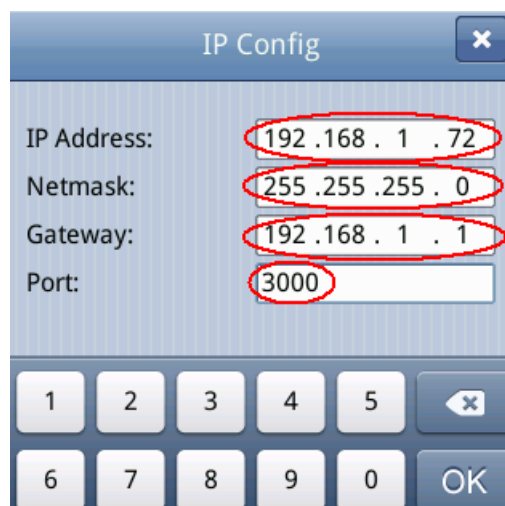 IP Config
IP Address: 192 .168 . 1 . 72
Netmask: 255 .255 .255 . 0
Gateway: 192 .168 . 1 . 1
Port: 3000
1 2 3 4 5
6 7 8 9 0 OK